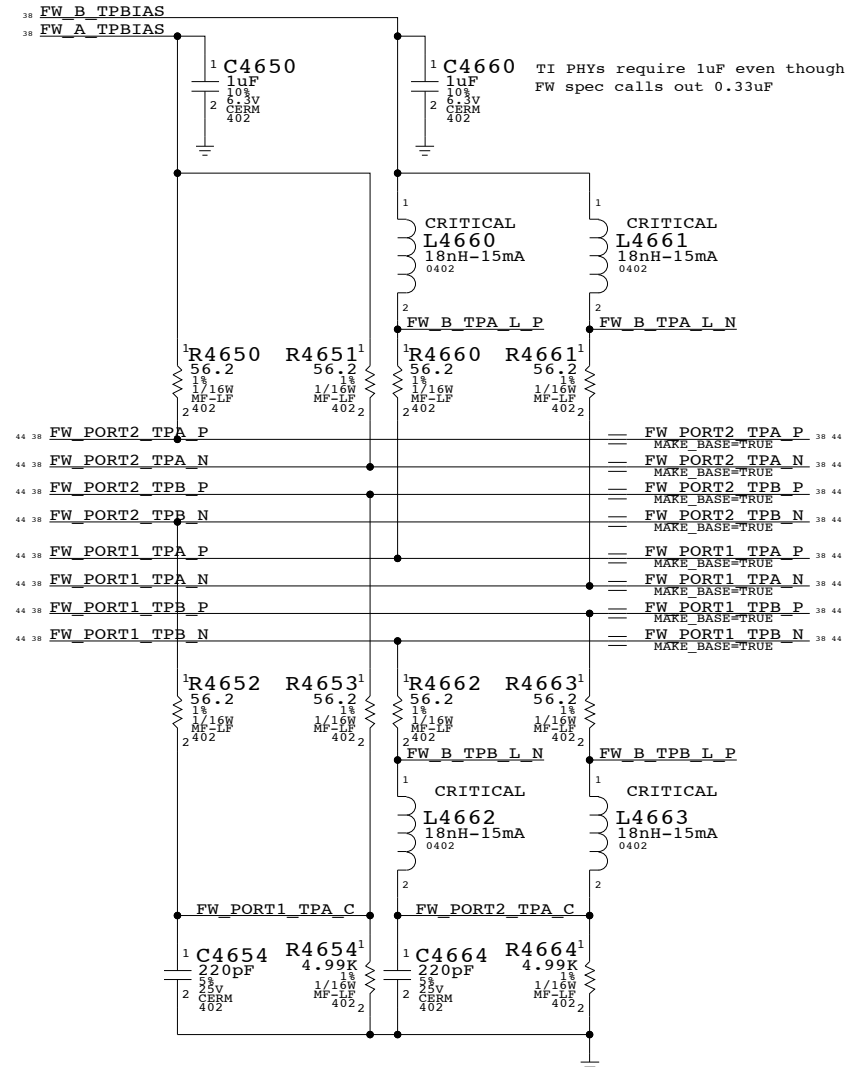 38 FW_B_TPBIAS
38 FW_A_TPBIAS
1 C4650
1uF
10%
6.3V
2 CERM
402
1 C4660
1uF
10%
6.3V
2 CERM
402
TI PHYs require 1uF even though
FW spec calls out 0.33uF
1
CRITICAL
L4660
18nH-15mA
0402
2
FW_B_TPA_L_P
1
CRITICAL
L4661
18nH-15mA
0402
2
FW_B_TPA_L_N
1 R4650
56.2
1%
1/16W
MF-LF
2 402
R4651 1
56.2
1%
1/16W
MF-LF
402 2
1 R4660
56.2
1%
1/16W
MF-LF
2 402
R4661 1
56.2
1%
1/16W
MF-LF
402 2
44 38 FW_PORT2_TPA_P FW_PORT2_TPA_P 38 44
MAKE_BASE=TRUE
44 38 FW_PORT2_TPA_N FW_PORT2_TPA_N 38 44
MAKE_BASE=TRUE
44 38 FW_PORT2_TPB_P FW_PORT2_TPB_P 38 44
MAKE_BASE=TRUE
44 38 FW_PORT2_TPB_N FW_PORT2_TPB_N 38 44
MAKE_BASE=TRUE
44 38 FW_PORT1_TPA_P FW_PORT1_TPA_P 38 44
MAKE_BASE=TRUE
44 38 FW_PORT1_TPA_N FW_PORT1_TPA_N 38 44
MAKE_BASE=TRUE
44 38 FW_PORT1_TPB_P FW_PORT1_TPB_P 38 44
MAKE_BASE=TRUE
44 38 FW_PORT1_TPB_N FW_PORT1_TPB_N 38 44
MAKE_BASE=TRUE
1 R4652
56.2
1%
1/16W
MF-LF
2 402
R4653 1
56.2
1%
1/16W
MF-LF
402 2
1 R4662
56.2
1%
1/16W
MF-LF
2 402
R4663 1
56.2
1%
1/16W
MF-LF
402 2
FW_B_TPB_L_N
FW_B_TPB_L_P
1
CRITICAL
L4662
18nH-15mA
0402
2
1
CRITICAL
L4663
18nH-15mA
0402
2
FW_PORT1_TPA_C
FW_PORT2_TPA_C
1 C4654
220pF
5%
25V
2 CERM
402
R4654 1
4.99K
1%
1/16W
MF-LF
402 2
1 C4664
220pF
5%
25V
2 CERM
402
R4664 1
4.99K
1%
1/16W
MF-LF
402 2